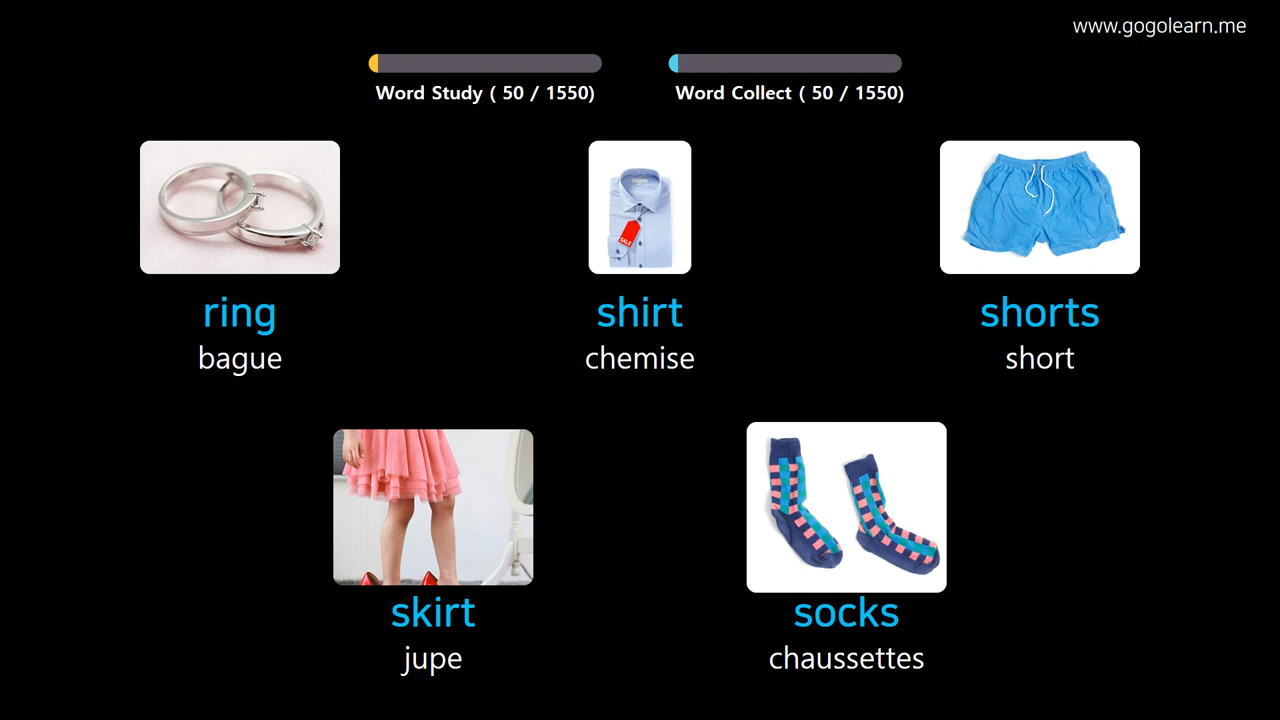 www.gogolearn.me
Word Study ( 50 / 1550)
Word Collect ( 50 / 1550)
ring
bague
shirt
chemise
SALE
shorts
short
skirt
jupe
socks
chaussettes